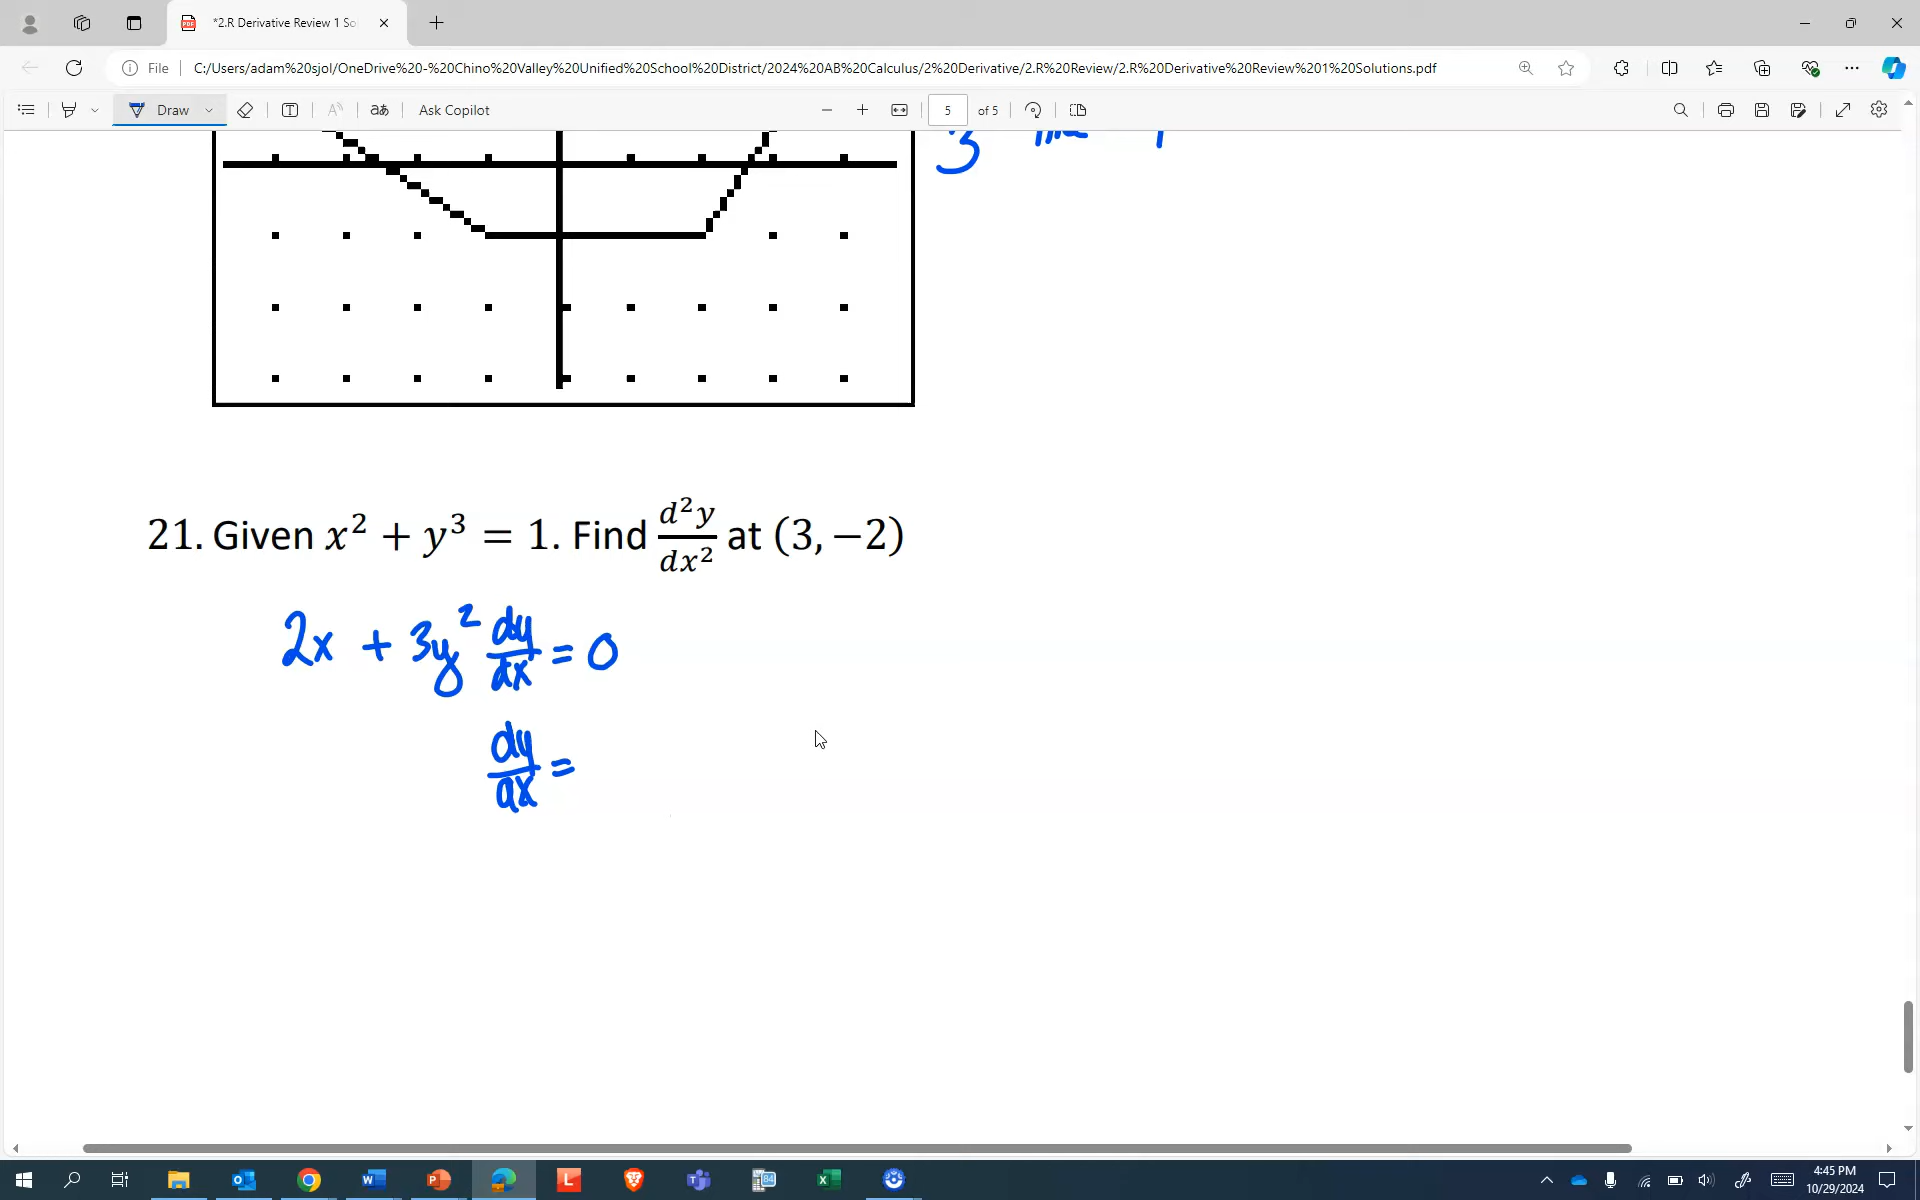 *2.R Derivative Review 1 So
File
C:/Users/adam%20sjol/OneDrive%20-%20Chino%20Valley%20Unified%20School%20District/2024%20AB%20Calculus/2%20Derivative/2.R%20Review/2.R%20Derivative%20Review%201%20Solutions.pdf
Draw
Ask Copilot
5 of 5
3
21. Given x² + y³ = 1. Find d²y/dx² at (3, −2)
2x + 3y² dy/dx = 0
dy/dx =
4:45 PM
10/29/2024